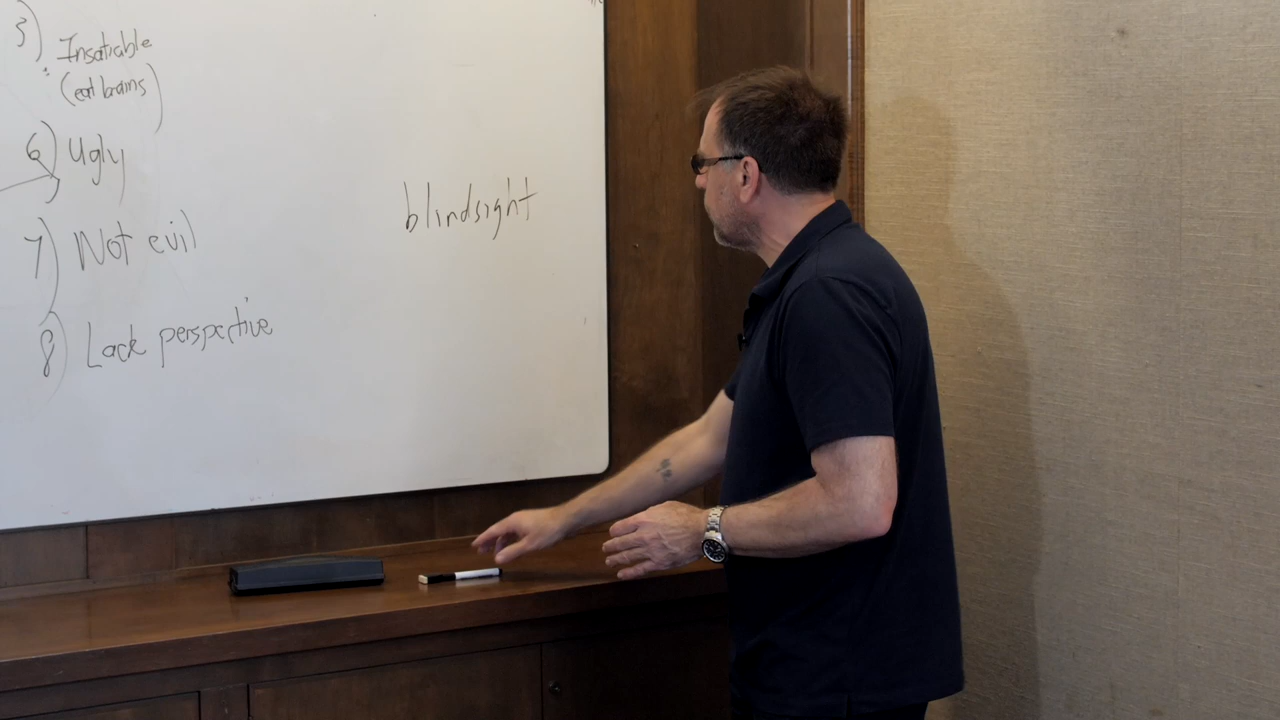 5) Insatiable
(eat brains)
6) Ugly
7) Not evil
8) Lack perspective
blindsight